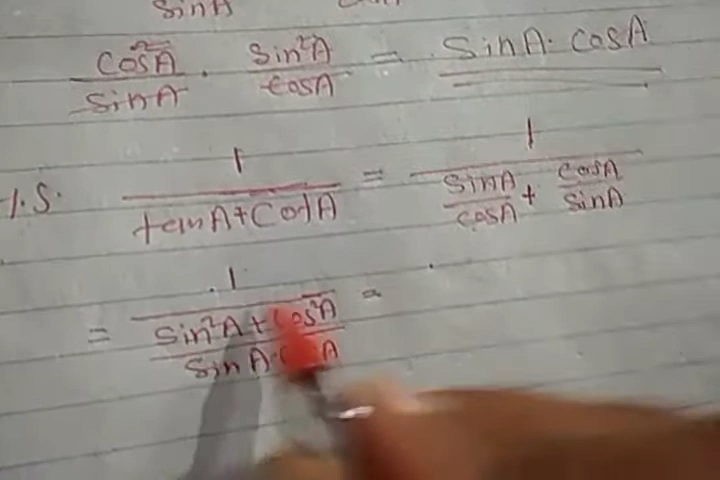 sinA
cos²A/sinA · sin²A/cosA = sinA · cosA
H.S. 1/(tanA+CotA) = 1/(sinA/cosA + cosA/sinA)
= 1/((sin²A+cos²A)/(sinA· A)) =